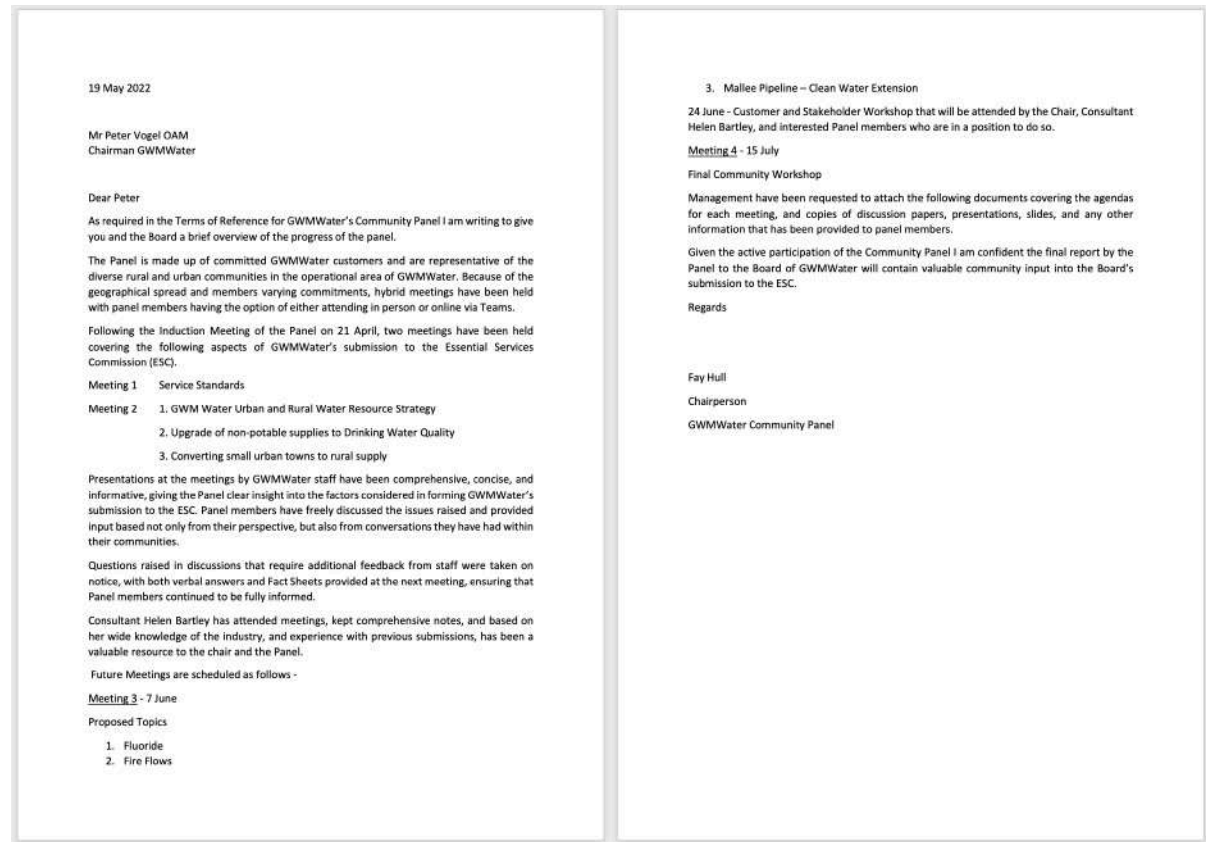 19 May 2022
Mr Peter Vogel OAM
Chairman GWMWater
Dear Peter
As required in the Terms of Reference for GWMWater's Community Panel I am writing to give
you and the Board a brief overview of the progress of the panel.
The Panel is made up of committed GWMWater customers and are representative of the
diverse rural and urban communities in the operational area of GWMWater. Because of the
geographical spread and members varying commitments, hybrid meetings have been held
with panel members having the option of either attending in person or online via Teams.
Following the Induction Meeting of the Panel on 21 April, two meetings have been held
covering the following aspects of GWMWater's submission to the Essential Services
Commission (ESC).
Meeting 1 Service Standards
Meeting 2 1. GWM Water Urban and Rural Water Resource Strategy
2. Upgrade of non-potable supplies to Drinking Water Quality
3. Converting small urban towns to rural supply
Presentations at the meetings by GWMWater staff have been comprehensive, concise, and
informative, giving the Panel clear insight into the factors considered in forming GWMWater's
submission to the ESC. Panel members have freely discussed the issues raised and provided
input based not only from their perspective, but also from conversations they have had within
their communities.
Questions raised in discussions that require additional feedback from staff were taken on
notice, with both verbal answers and Fact Sheets provided at the next meeting, ensuring that
Panel members continued to be fully informed.
Consultant Helen Bartley has attended meetings, kept comprehensive notes, and based on
her wide knowledge of the industry, and experience with previous submissions, has been a
valuable resource to the chair and the Panel.
Future Meetings are scheduled as follows -
Meeting 3 - 7 June
Proposed Topics
1. Fluoride
2. Fire Flows
3. Mallee Pipeline – Clean Water Extension
24 June - Customer and Stakeholder Workshop that will be attended by the Chair, Consultant
Helen Bartley, and interested Panel members who are in a position to do so.
Meeting 4 - 15 July
Final Community Workshop
Management have been requested to attach the following documents covering the agendas
for each meeting, and copies of discussion papers, presentations, slides, and any other
information that has been provided to panel members.
Given the active participation of the Community Panel I am confident the final report by the
Panel to the Board of GWMWater will contain valuable community input into the Board's
submission to the ESC.
Regards
Fay Hull
Chairperson
GWMWater Community Panel